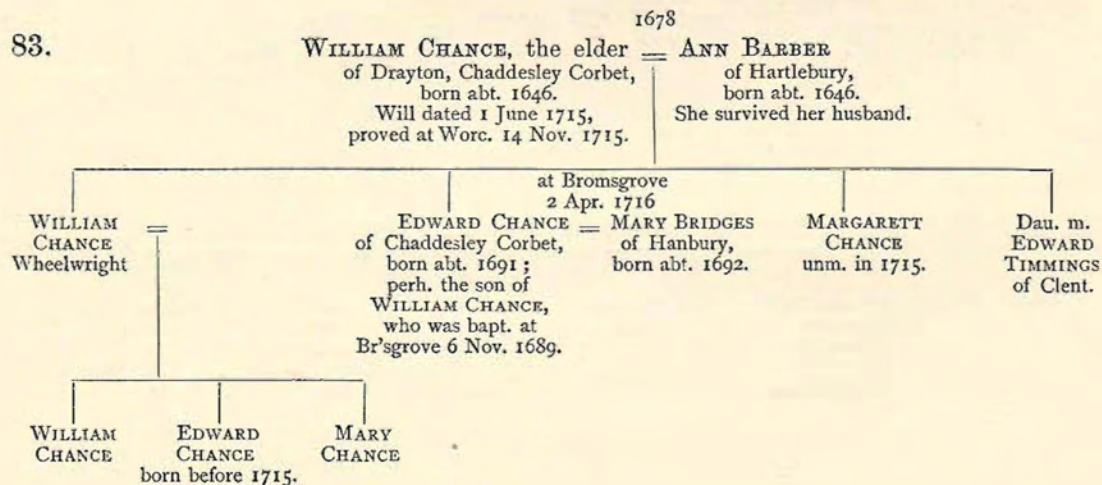 83.
1678
WILLIAM CHANCE, the elder = ANN BARBER
of Drayton, Chaddesley Corbet,
born abt. 1646.
Will dated 1 June 1715,
proved at Worc. 14 Nov. 1715.
of Hartlebury,
born abt. 1646.
She survived her husband.
WILLIAM
CHANCE
Wheelwright
=
at Bromsgrove
2 Apr. 1716
EDWARD CHANCE = MARY BRIDGES
of Chaddesley Corbet,
born abt. 1691 ;
perh. the son of
WILLIAM CHANCE,
who was bapt. at
Br'sgrove 6 Nov. 1689.
of Hanbury,
born abt. 1692.
MARGARETT
CHANCE
unm. in 1715.
Dau. m.
EDWARD
TIMMINGS
of Clent.
WILLIAM
CHANCE
EDWARD
CHANCE
born before 1715.
MARY
CHANCE